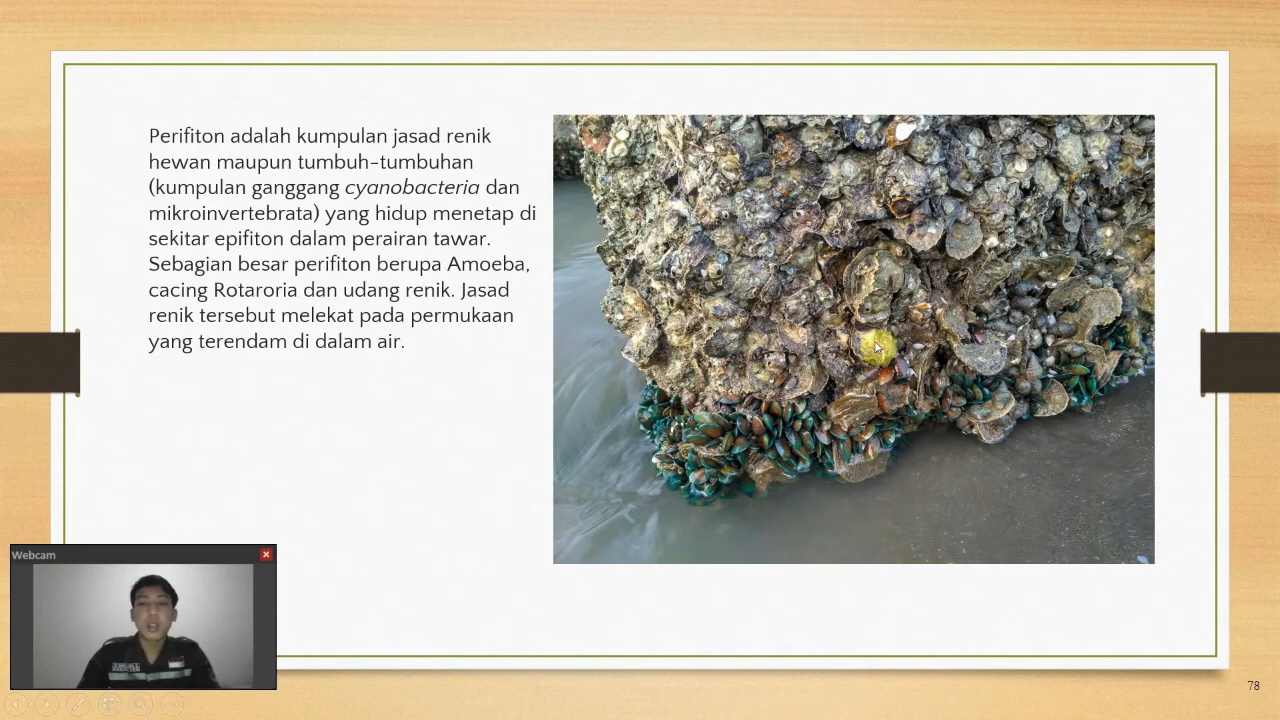 Perifiton adalah kumpulan jasad renik
hewan maupun tumbuh-tumbuhan
(kumpulan ganggang cyanobacteria dan
mikroinvertebrata) yang hidup menetap di
sekitar epifiton dalam perairan tawar.
Sebagian besar perifiton berupa Amoeba,
cacing Rotaroria dan udang renik. Jasad
renik tersebut melekat pada permukaan
yang terendam di dalam air.
Webcam
78